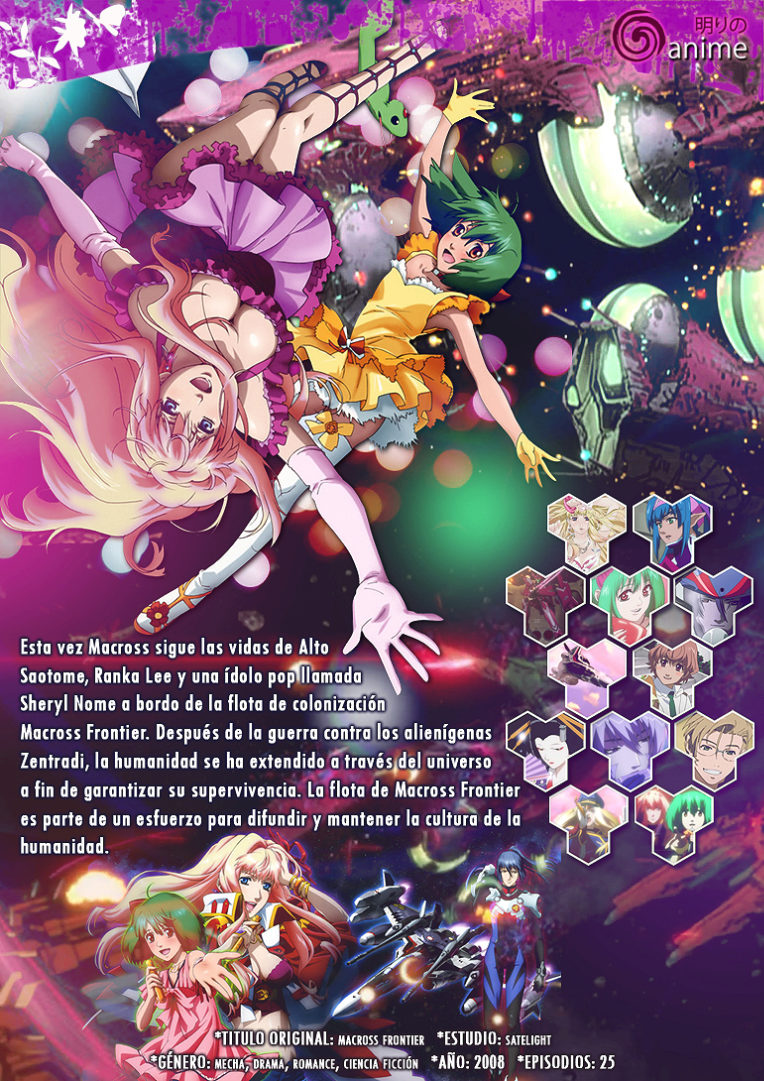 明りの
anime
Esta vez Macross sigue las vidas de Alto
Saotome, Ranka Lee y una ídolo pop llamada
Sheryl Nome a bordo de la flota de colonización
Macross Frontier. Después de la guerra contra los alienígenas
Zentradi, la humanidad se ha extendido a través del universo
a fin de garantizar su supervivencia. La flota de Macross Frontier
es parte de un esfuerzo para difundir y mantener la cultura de la
humanidad.
*TITULO ORIGINAL: MACROSS FRONTIER *ESTUDIO: SATELIGHT
*GÉNERO: MECHA, DRAMA, ROMANCE, CIENCIA FICCIÓN *AÑO: 2008 *EPISODIOS: 25